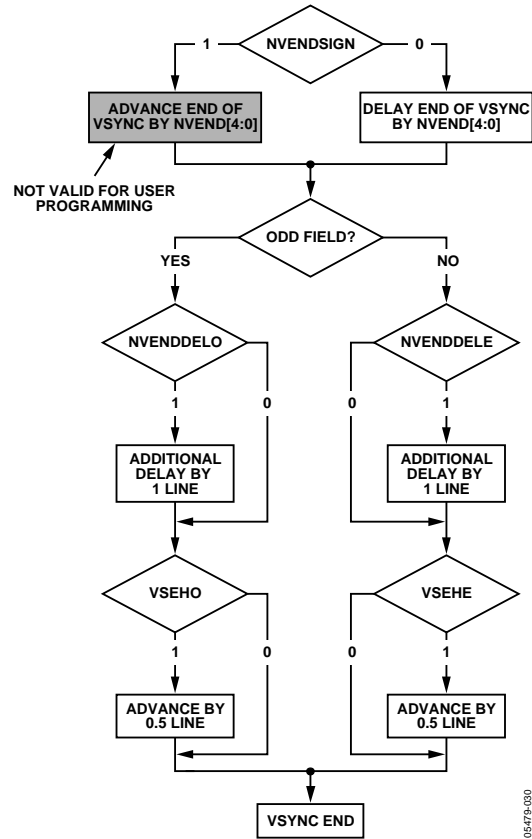 NVENDSIGN
1
0
ADVANCE END OF
VSYNC BY NVEND[4:0]
DELAY END OF VSYNC
BY NVEND[4:0]
NOT VALID FOR USER
PROGRAMMING
ODD FIELD?
YES
NO
NVENDDELO
NVENDDELE
1
0
0
1
ADDITIONAL
DELAY BY
1 LINE
ADDITIONAL
DELAY BY
1 LINE
VSEHO
VSEHE
1
0
0
1
ADVANCE BY
0.5 LINE
ADVANCE BY
0.5 LINE
VSYNC END
05479-030